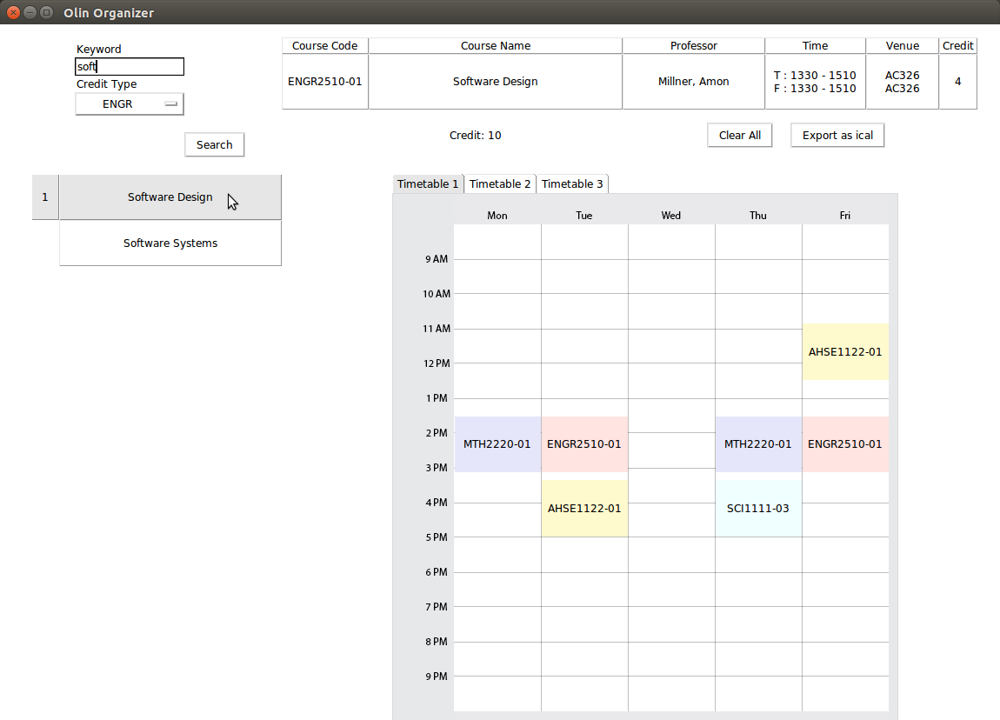 Olin Organizer
Keyword
soft
Credit Type
ENGR
Search
Course Code Course Name Professor Time Venue Credit
ENGR2510-01 Software Design Millner, Amon T : 1330 - 1510 AC326 4
F : 1330 - 1510 AC326
Credit: 10 Clear All Export as ical
1 Software Design
Software Systems
Timetable 1 Timetable 2 Timetable 3
Mon Tue Wed Thu Fri
9 AM
10 AM
11 AM
AHSE1122-01
12 PM
1 PM
2 PM
MTH2220-01 ENGR2510-01 MTH2220-01 ENGR2510-01
3 PM
4 PM
AHSE1122-01 SCI1111-03
5 PM
6 PM
7 PM
8 PM
9 PM